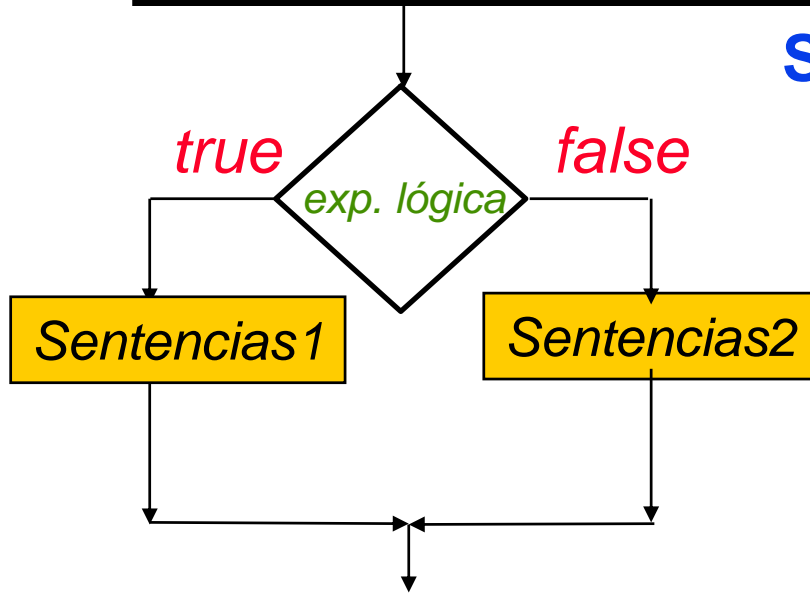 S
true
false
exp. lógica
Sentencias1
Sentencias2